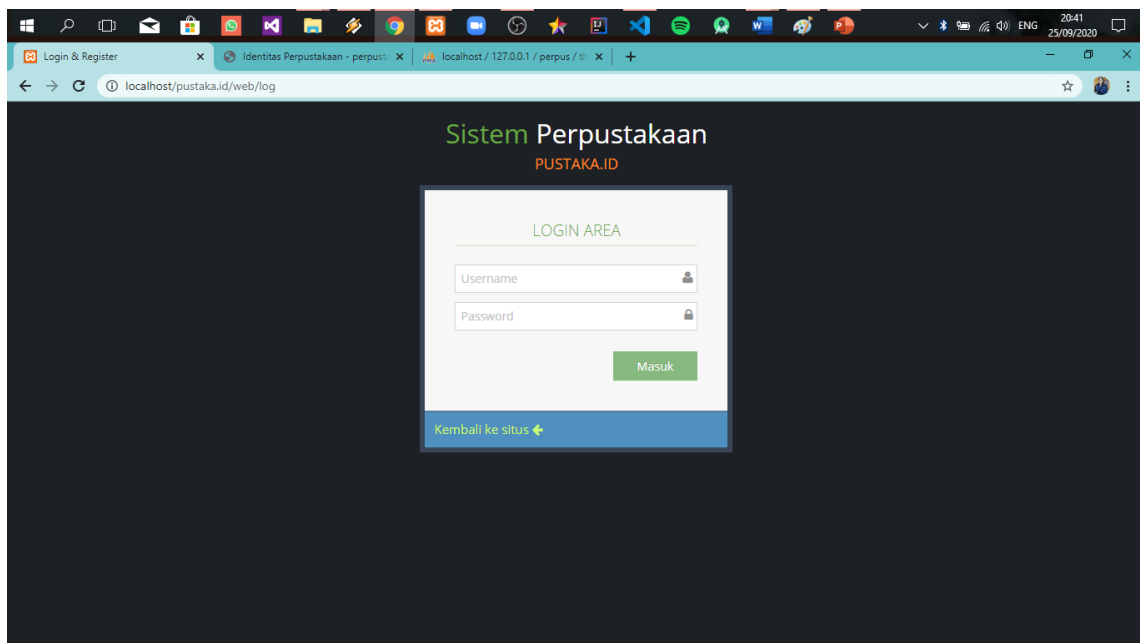 ENG
20:41
25/09/2020
Login & Register
Identitas Perpustakaan - perpust
localhost / 127.0.0.1 / perpus /
localhost/pustaka.id/web/log
Sistem Perpustakaan
PUSTAKA.ID
LOGIN AREA
Username
Password
Masuk
Kembali ke situs